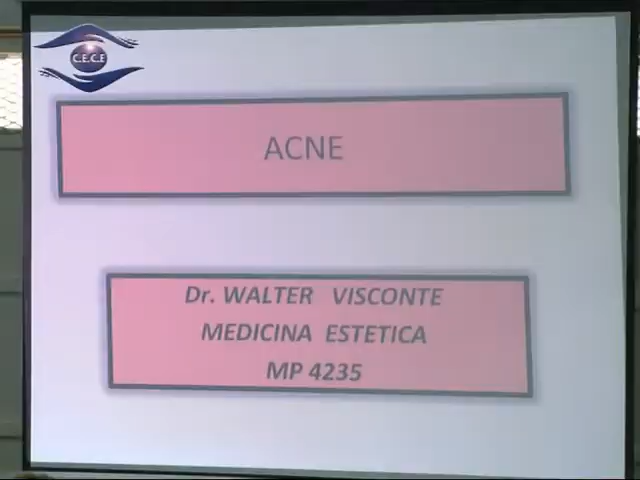 C.E.C.E
ACNE
Dr. WALTER VISCONTE
MEDICINA ESTETICA
MP 4235